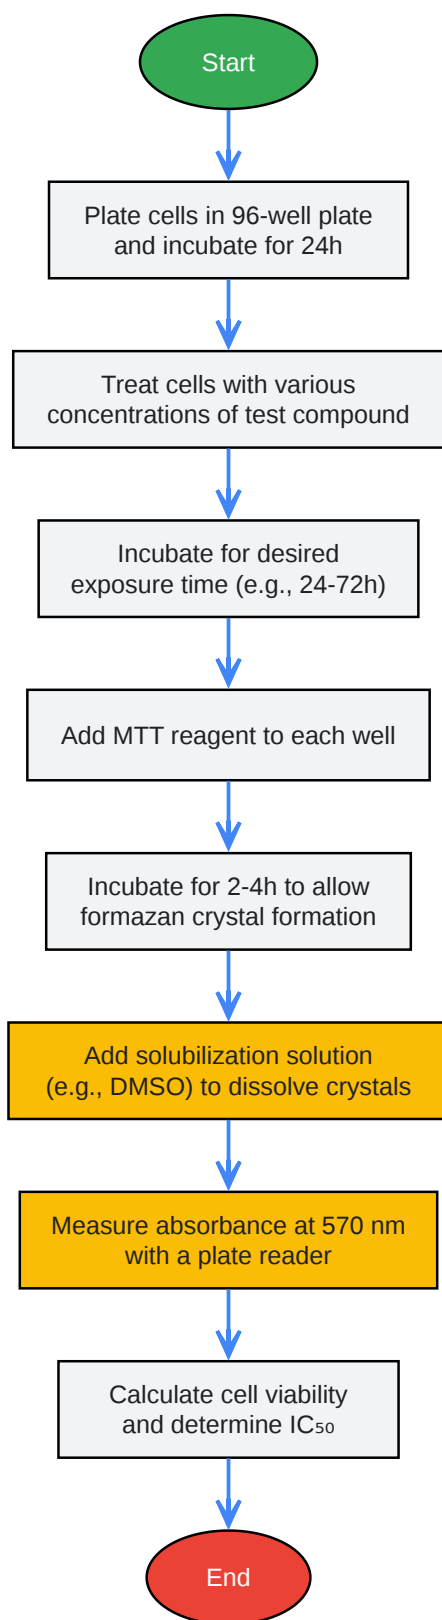 Start
Plate cells in 96-well plate
and incubate for 24h
Treat cells with various
concentrations of test compound
Incubate for desired
exposure time (e.g., 24-72h)
Add MTT reagent to each well
Incubate for 2-4h to allow
formazan crystal formation
Add solubilization solution
(e.g., DMSO) to dissolve crystals
Measure absorbance at 570 nm
with a plate reader
Calculate cell viability
and determine IC₅₀
End